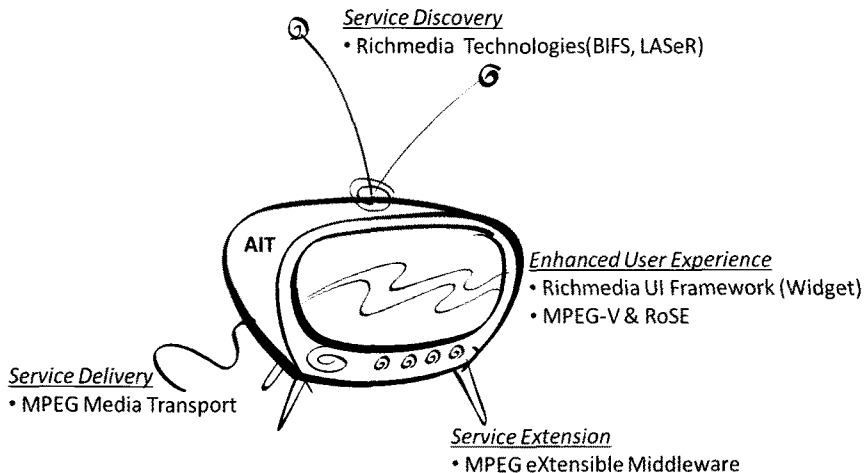 Service Discovery
• Richmedia Technologies(BIFS, LASeR)
AIT
Enhanced User Experience
• Richmedia UI Framework (Widget)
• MPEG-V & RoSE
Service Delivery
• MPEG Media Transport
Service Extension
• MPEG eXtensible Middleware